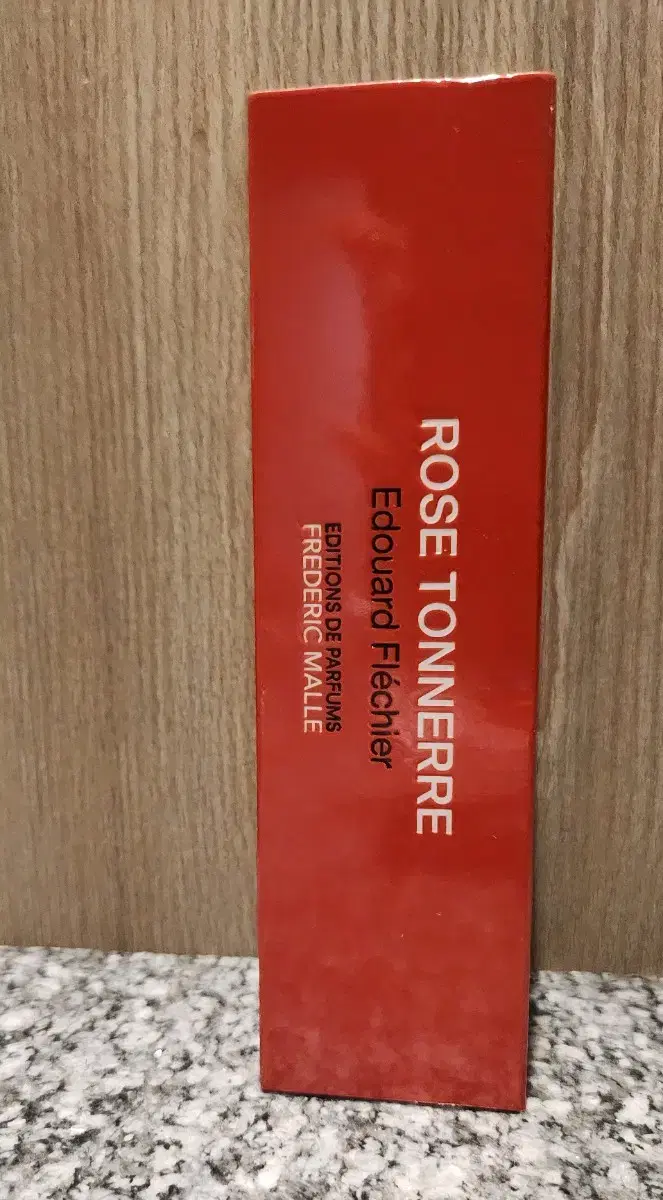 ROSE TONNERRE
Edouard Fléchier
EDITIONS DE PARFUMS
FREDERIC MALLE